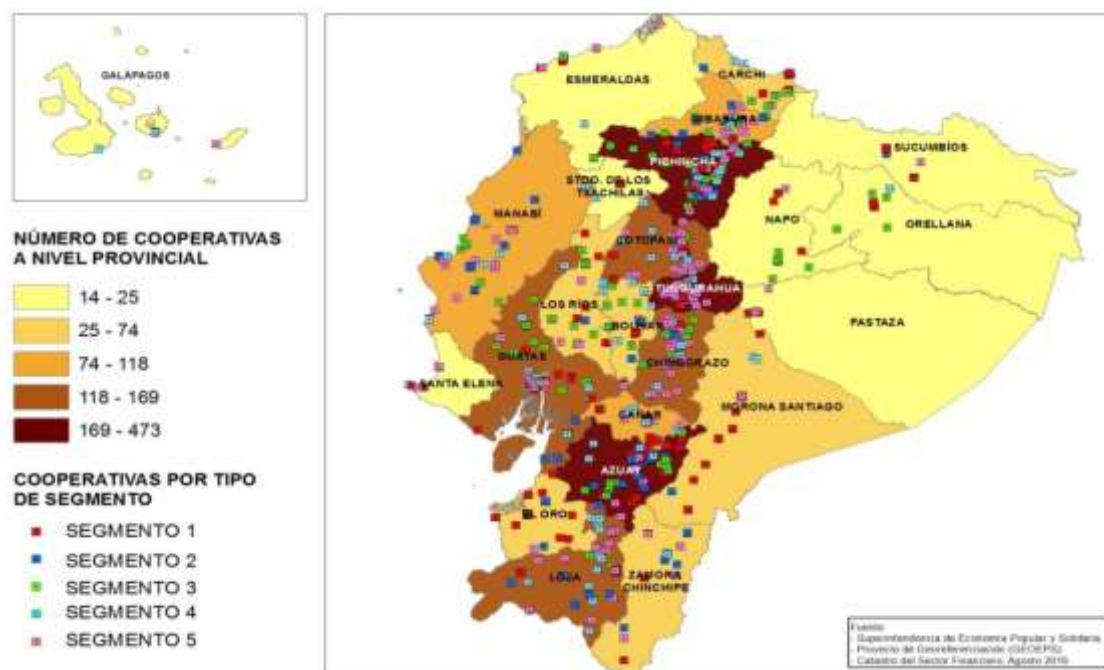 GALÁPAGOS
ESMERALDAS
CARCHI
IMBABURA
SUCUMBÍOS
PICHINCHA
STDO. DE LOS
TSACHILAS
NAPO
ORELLANA
MANABÍ
COTOPAXI
TUNGURAHUA
LOS RÍOS
BOLIVAR
PASTAZA
GUAYAS
CHIMBORAZO
SANTA ELENA
MORONA SANTIAGO
CAÑAR
AZUAY
EL ORO
LOJA
ZAMORA
CHINCHIPE
NÚMERO DE COOPERATIVAS
A NIVEL PROVINCIAL
14 - 25
25 - 74
74 - 118
118 - 169
169 - 473
COOPERATIVAS POR TIPO
DE SEGMENTO
SEGMENTO 1
SEGMENTO 2
SEGMENTO 3
SEGMENTO 4
SEGMENTO 5
Fuente:
- Superintendencia de Economía Popular y Solidaria
- Proyecto de Georeferenciación (GEOEPS)
- Catastro del Sector Financiero, Agosto